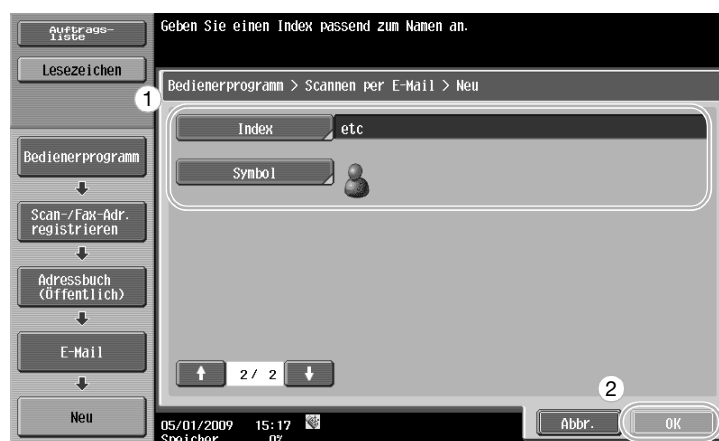 Auftrags-
liste
Geben Sie einen Index passend zum Namen an.
Lesezeichen
Bedienerprogramm > Scannen per E-Mail > Neu
1
Index
etc
Bedienerprogramm
Symbol
Scan-/Fax-Adr.
registrieren
Adressbuch
(Öffentlich)
E-Mail
2/ 2
2
Neu
Abbr.
OK
05/01/2009 15:17
Speicher 0%